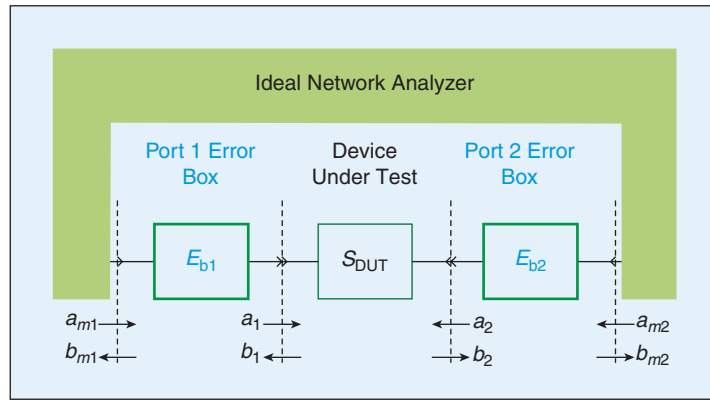 Ideal Network Analyzer
Port 1 Error
Box
Device
Under Test
Port 2 Error
Box
Eb1
SDUT
Eb2
am1
a1
a2
am2
bm1
b1
b2
bm2